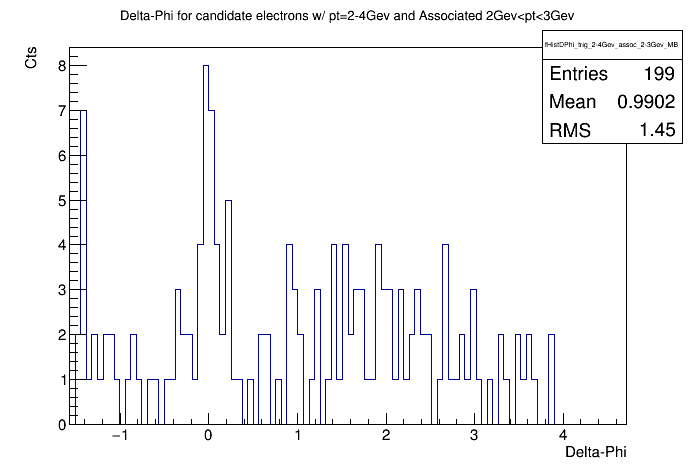 Delta-Phi for candidate electrons w/ pt=2-4Gev and Associated 2Gev<pt<3Gev
fHistDPhi_trig_2-4Gev_assoc_2-3Gev_MB
Entries 199
Mean 0.9902
RMS 1.45
Cts
8
7
6
5
4
3
2
1
0
−1 0 1 2 3 4
Delta-Phi